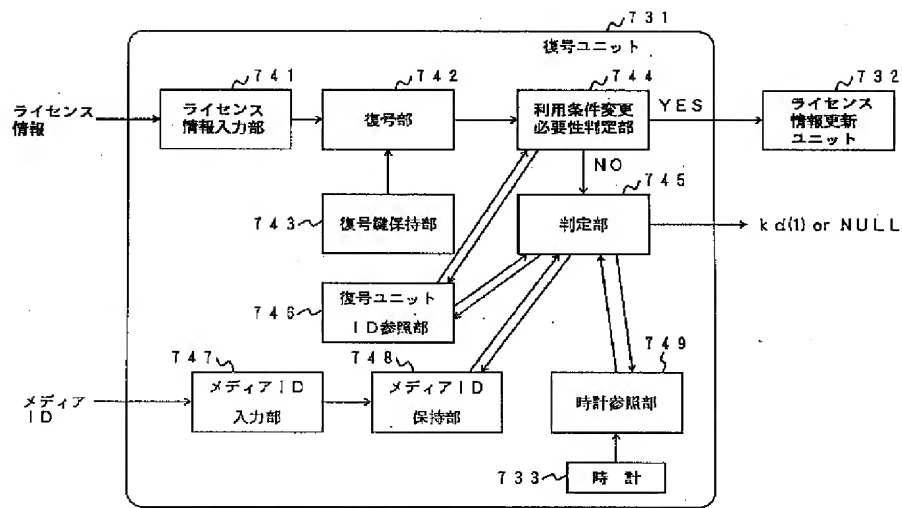 731
復号ユニット
741
742
744
732
ライセンス
情報
ライセンス
情報入力部
復号部
利用条件変更
必要性判定部
YES
ライセンス
情報更新
ユニット
NO
745
743
復号鍵保持部
判定部
kd(1) or NULL
746
復号ユニット
ID参照部
747
748
749
メディア
ID
メディアID
入力部
メディアID
保持部
時計参照部
733
時計